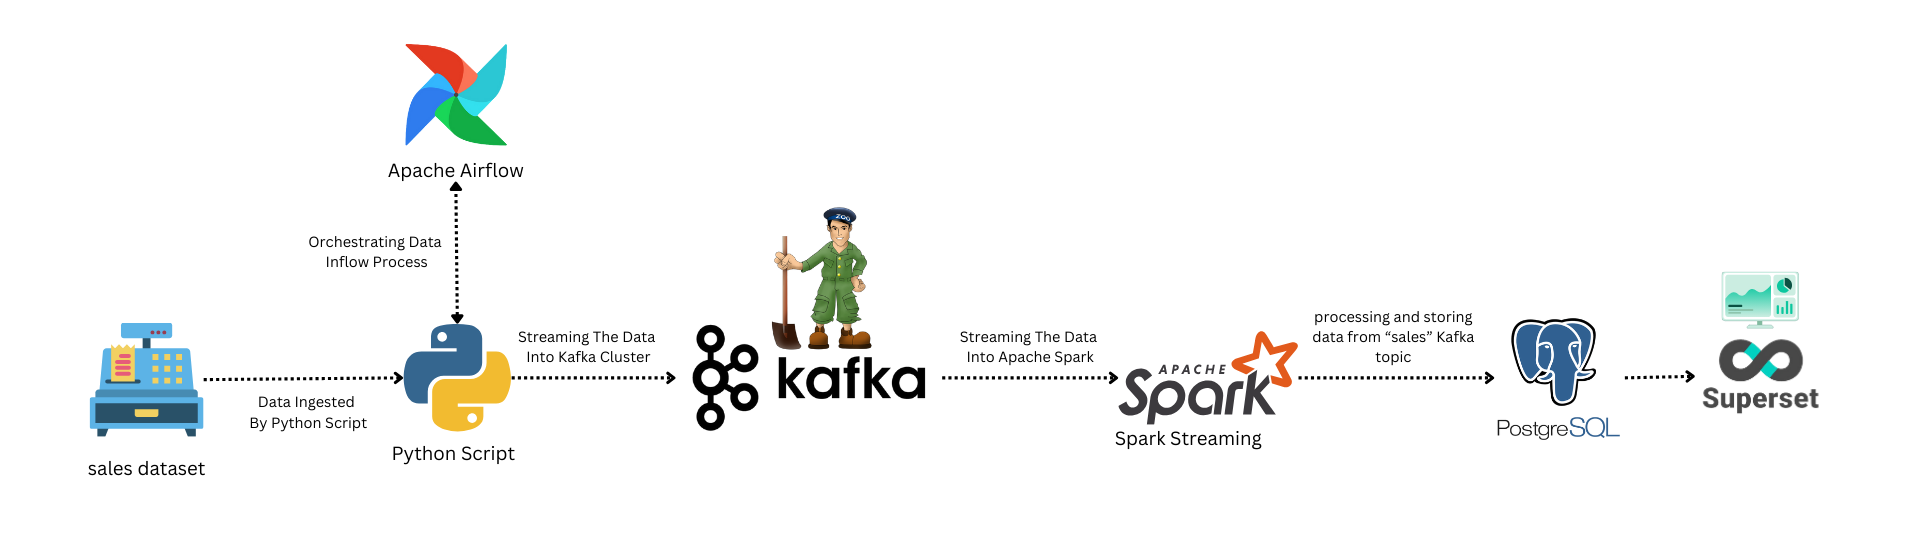 Apache Airflow
Orchestrating Data
Inflow Process
ZOO
Streaming The Data
Into Kafka Cluster
Streaming The Data
Into Apache Spark
processing and storing
data from “sales” Kafka
topic
kafka
APACHE
Spark
Superset
Data Ingested
By Python Script
PostgreSQL
Spark Streaming
Python Script
sales dataset